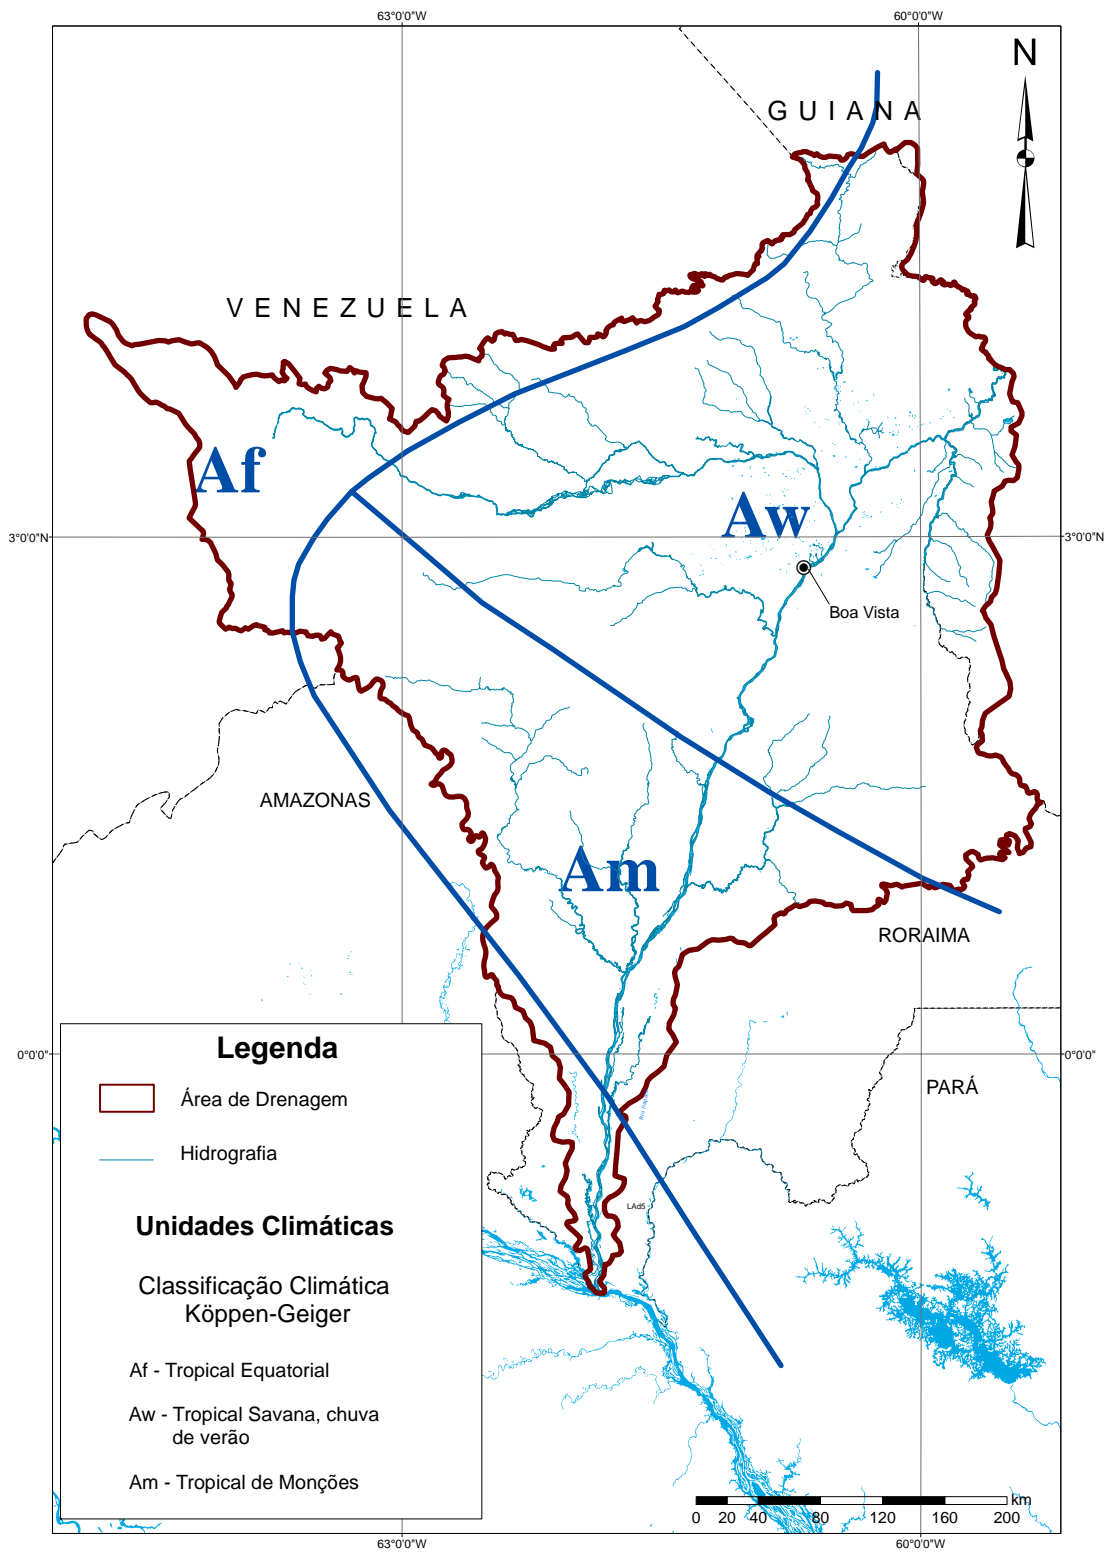 63°0'0"W
60°0'0"W
N
GUIANA
VENEZUELA
Af
Aw
3°0'0"N
3°0'0"N
Boa Vista
AMAZONAS
Am
RORAIMA
0°0'0"
0°0'0"
PARÁ
LAd5
Legenda
Área de Drenagem
Hidrografia
Unidades Climáticas
Classificação Climática
Köppen-Geiger
Af - Tropical Equatorial
Aw - Tropical Savana, chuva
de verão
Am - Tropical de Monções
km
0 20 40 80 120 160 200
63°0'0"W
60°0'0"W